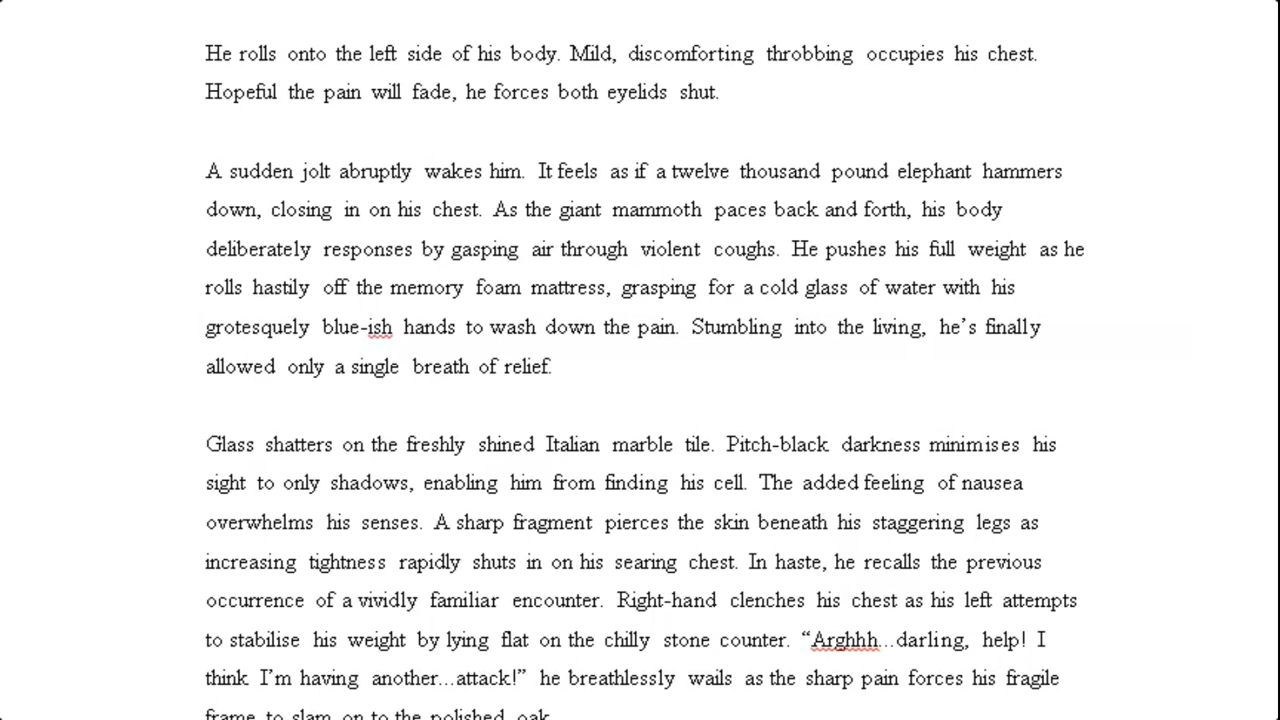 He rolls onto the left side of his body. Mild, discomforting throbbing occupies his chest.
Hopeful the pain will fade, he forces both eyelids shut.
A sudden jolt abruptly wakes him. It feels as if a twelve thousand pound elephant hammers
down, closing in on his chest. As the giant mammoth paces back and forth, his body
deliberately responses by gasping air through violent coughs. He pushes his full weight as he
rolls hastily off the memory foam mattress, grasping for a cold glass of water with his
grotesquely blue-ish hands to wash down the pain. Stumbling into the living, he’s finally
allowed only a single breath of relief.
Glass shatters on the freshly shined Italian marble tile. Pitch-black darkness minimises his
sight to only shadows, enabling him from finding his cell. The added feeling of nausea
overwhelms his senses. A sharp fragment pierces the skin beneath his staggering legs as
increasing tightness rapidly shuts in on his searing chest. In haste, he recalls the previous
occurrence of a vividly familiar encounter. Right-hand clenches his chest as his left attempts
to stabilise his weight by lying flat on the chilly stone counter. “Arghhh...darling, help! I
think I’m having another...attack!” he breathlessly wails as the sharp pain forces his fragile
frame to slam on to the polished oak